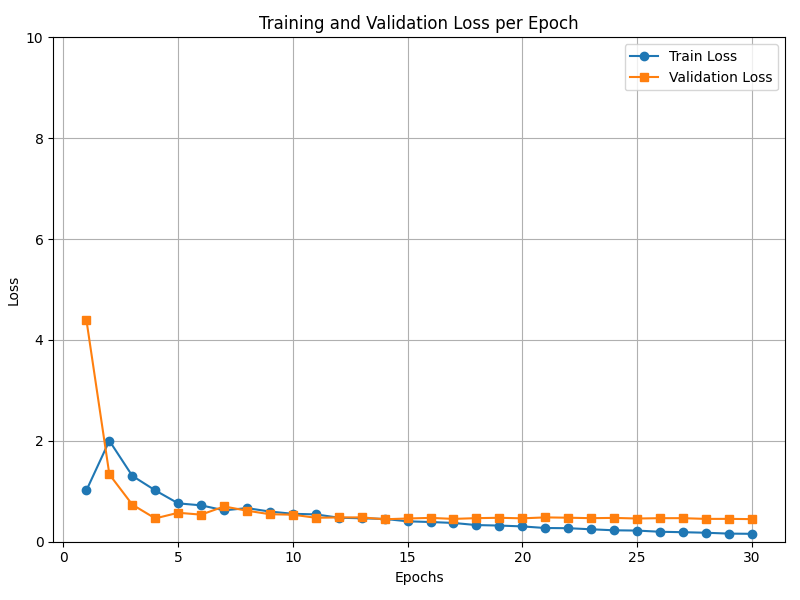 Training and Validation Loss per Epoch
Train Loss
Validation Loss
10
8
6
4
2
0
Loss
0 5 10 15 20 25 30
Epochs